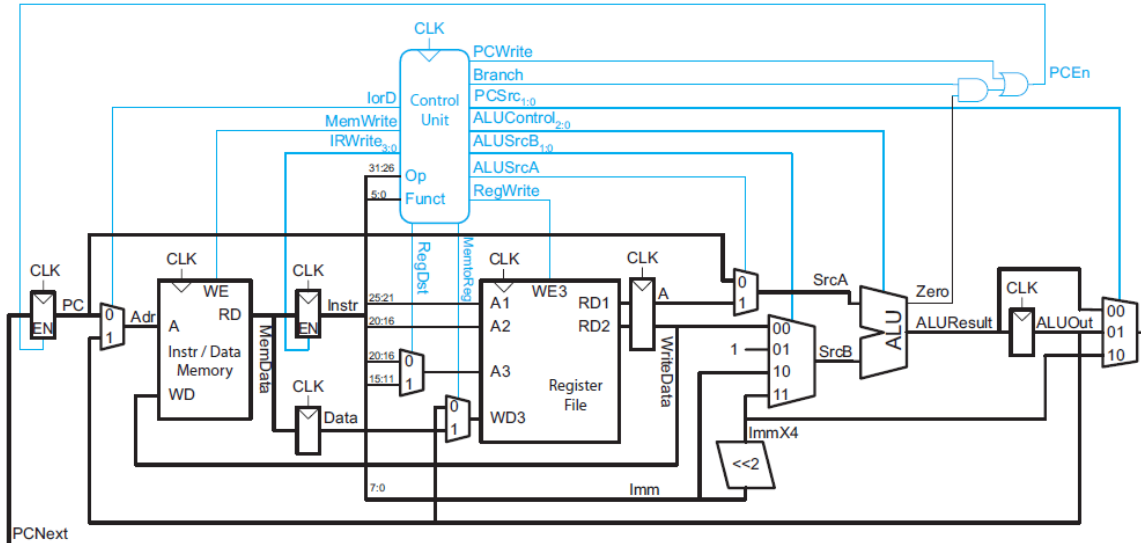 CLK
PCWrite
Branch
PCEn
PCSrc1:0
IorD
Control
Unit
MemWrite
ALUControl2:0
IRWrite3:0
ALUSrcB1:0
31:26
Op
ALUSrcA
5:0
Funct
RegWrite
RegDst
MemtoReg
CLK
CLK
CLK
CLK
CLK
PC
EN
0
1
Adr
WE
RD
A
Instr / Data
Memory
WD
MemData
EN
Instr
25:21
20:16
20:16
15:11
0
1
CLK
Data
0
1
A1
A2
A3
WD3
WE3
RD1
RD2
Register
File
A
WriteData
0
1
SrcA
00
1
01
10
11
SrcB
ALU
Zero
ALUResult
CLK
ALUOut
00
01
10
ImmX4
<<2
7:0
Imm
PCNext